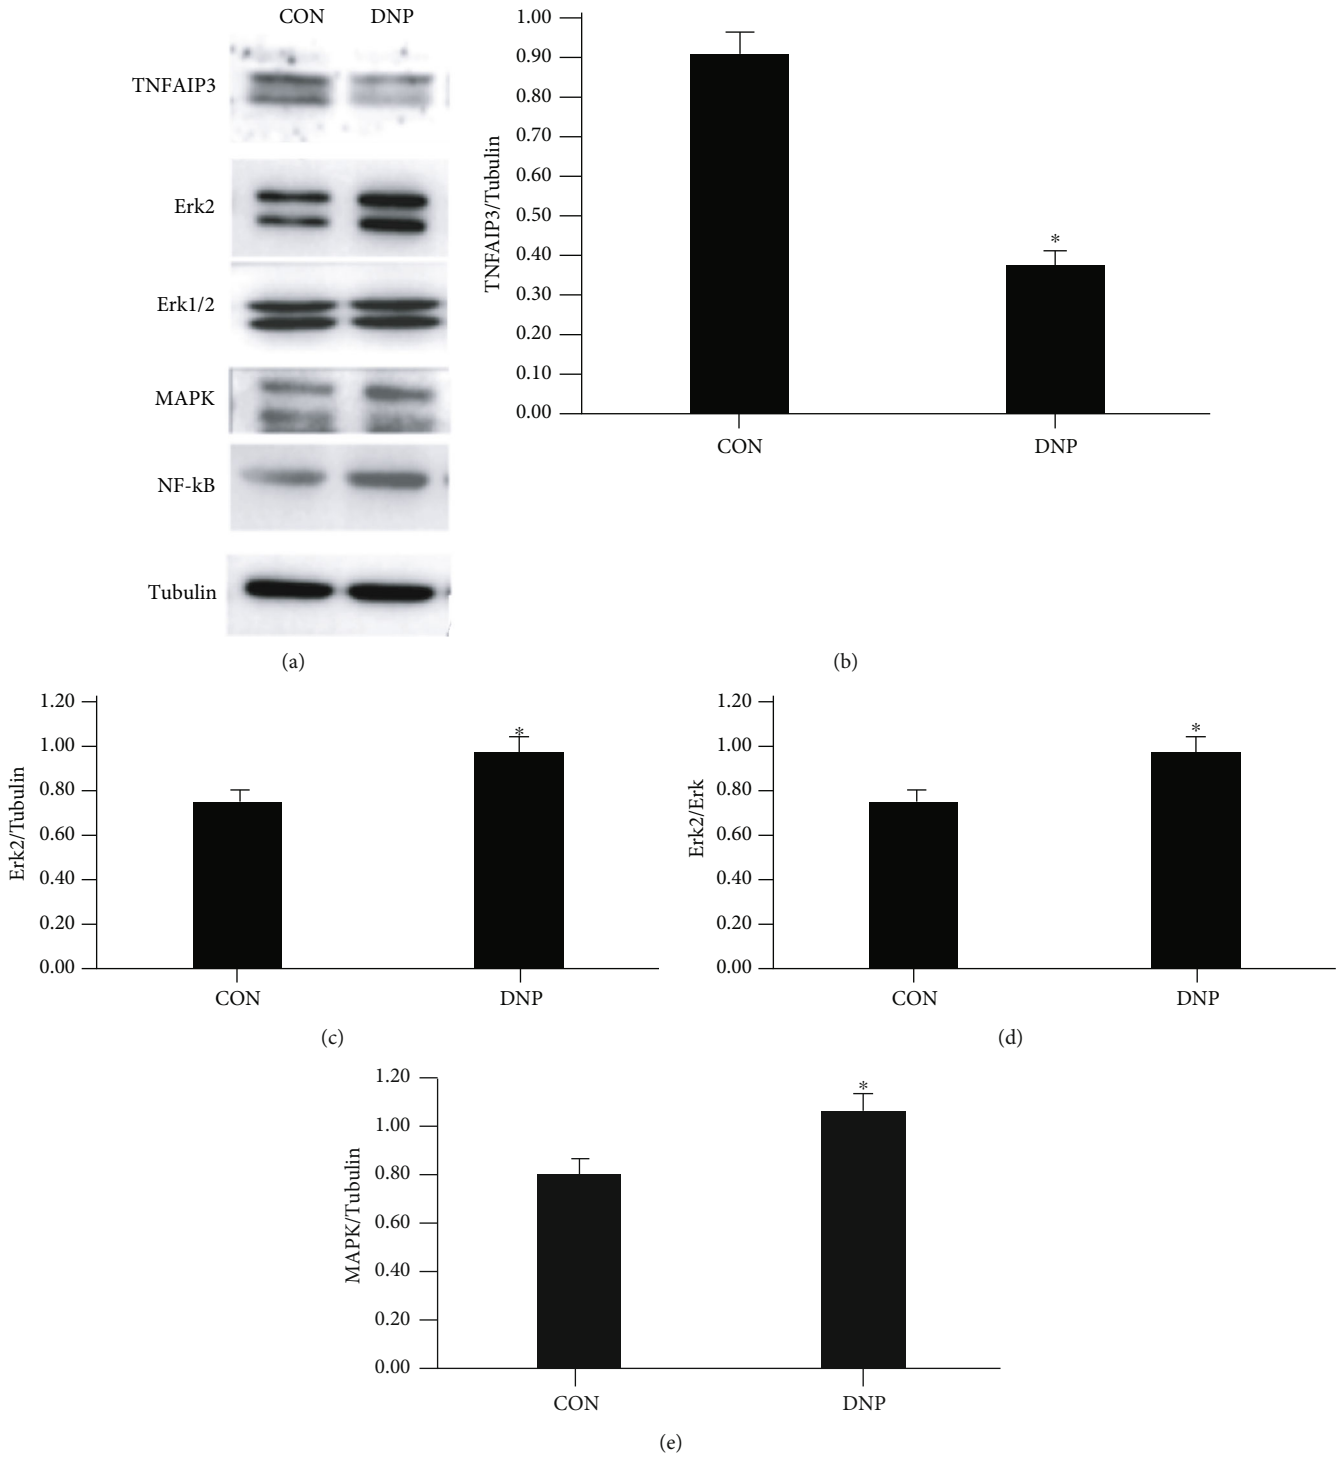 CON DNP
TNFAIP3
Erk2
Erk1/2
MAPK
NF-kB
Tubulin
(a)
1.00
0.90
0.80
0.70
0.60
0.50
0.40
0.30
0.20
0.10
0.00
TNFAIP3/Tubulin
*
CON DNP
(b)
1.20
1.00
0.80
0.60
0.40
0.20
0.00
Erk2/Tubulin
*
CON DNP
(c)
1.20
1.00
0.80
0.60
0.40
0.20
0.00
Erk2/Erk
*
CON DNP
(d)
1.20
1.00
0.80
0.60
0.40
0.20
0.00
MAPK/Tubulin
*
CON DNP
(e)